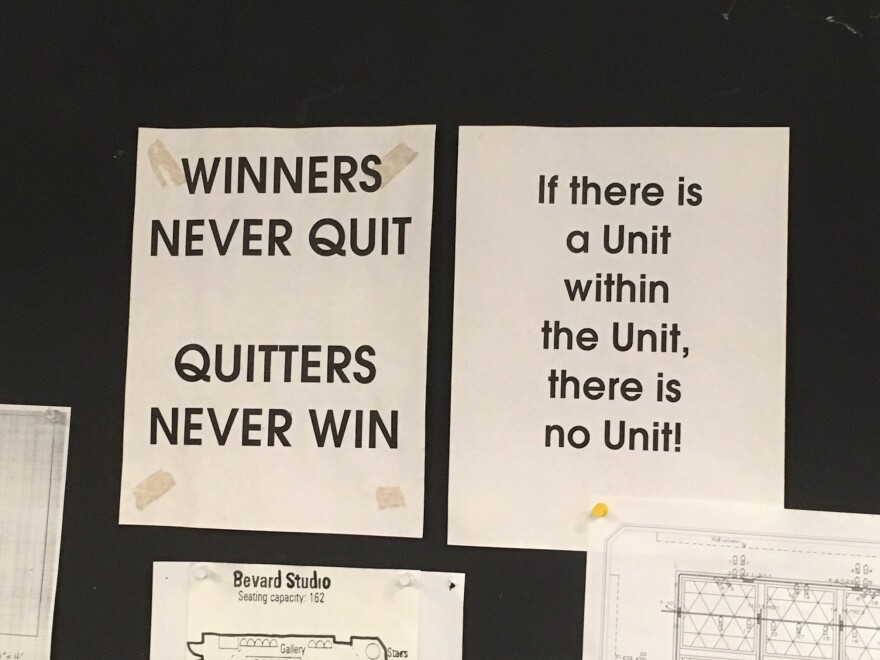 WINNERS
NEVER QUIT
QUITTERS
NEVER WIN
If there is
a Unit
within
the Unit,
there is
no Unit!
Bevard Studio
Seating capacity: 162
Gallery
Stairs